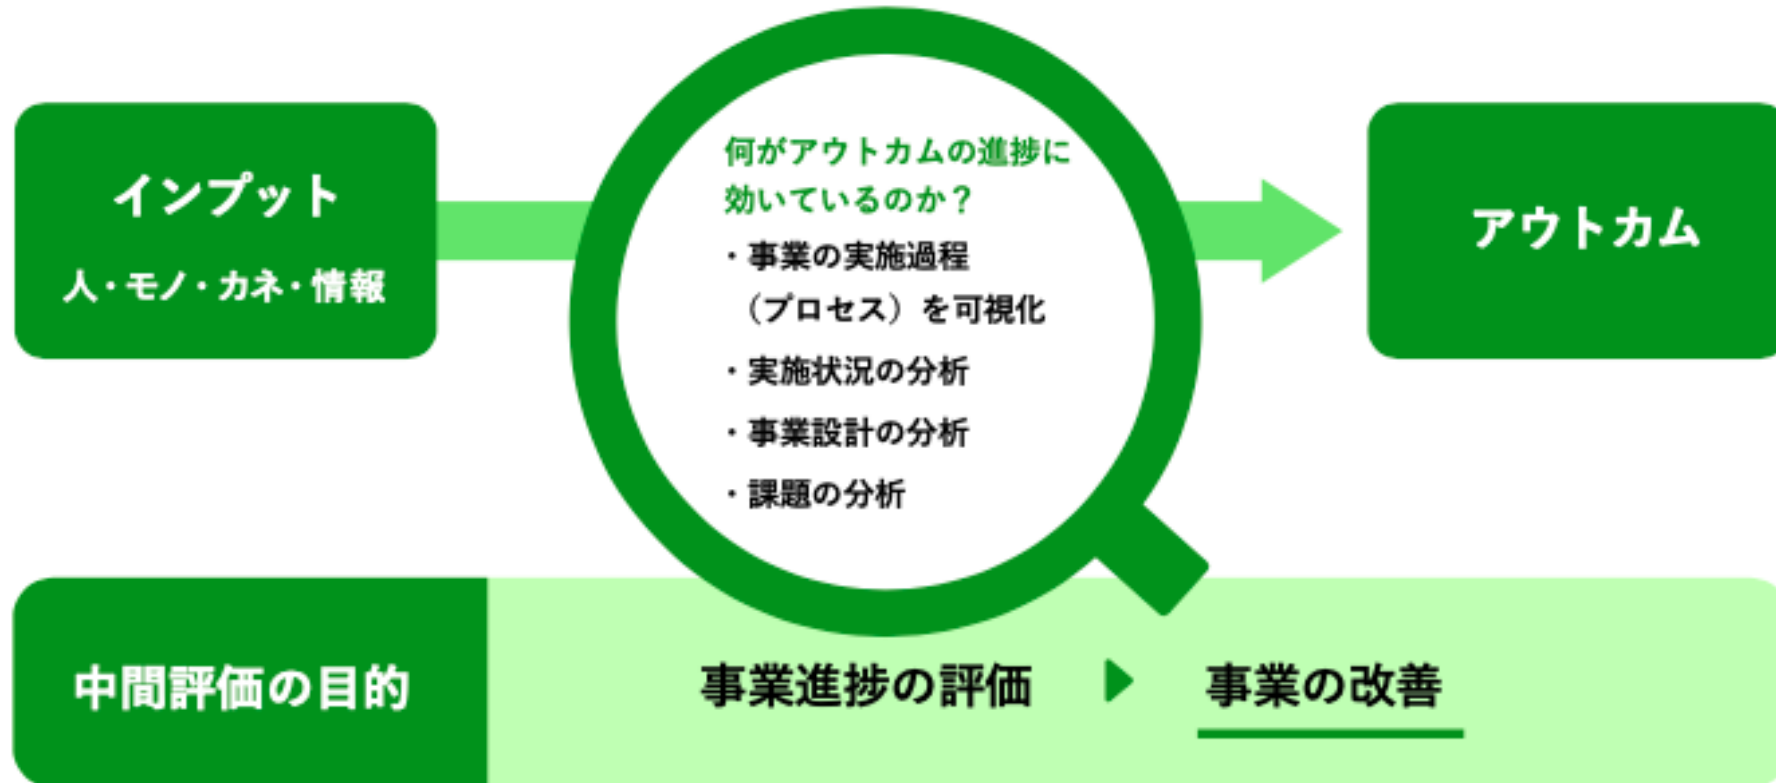 インプット
人・モノ・カネ・情報
何がアウトカムの進捗に
効いているのか？
・事業の実施過程
（プロセス）を可視化
・実施状況の分析
・事業設計の分析
・課題の分析
アウトカム
中間評価の目的
事業進捗の評価
事業の改善